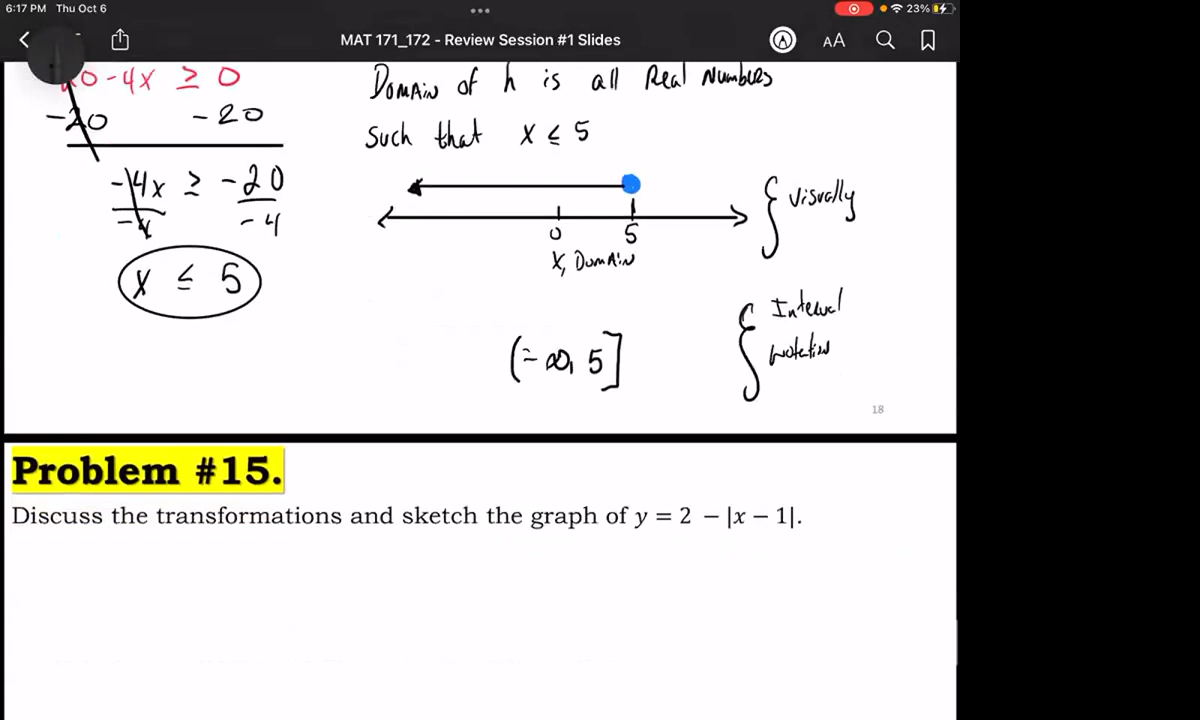 6:17 PM Thu Oct 6
23%
MAT 171_172 - Review Session #1 Slides
AA
20-4x ≥ 0
-20 -20
-4x ≥ -20
-4 -4
x ≤ 5
Domain of h is all Real Numbers
Such that x ≤ 5
0 5
x, Domain
{ Visually
(-∞, 5]
{ Interval
Notation
18
Problem #15.
Discuss the transformations and sketch the graph of y = 2 − |x − 1|.